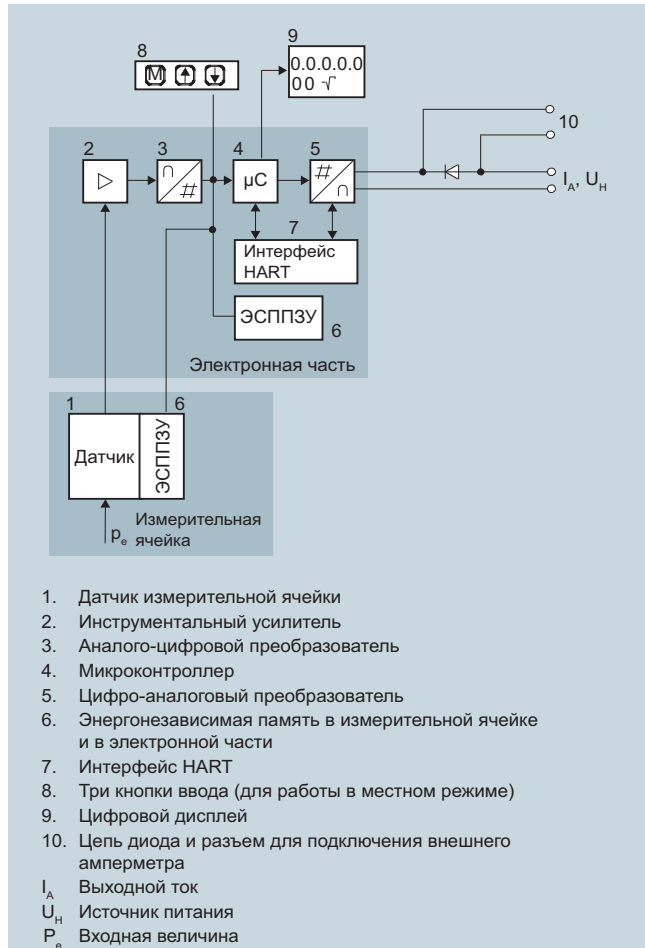 8
M
9
0.0.0.0.0
00 √
10
2
3
4
5
∩
#
µC
#
∩
I_A, U_H
7
Интерфейс
HART
ЭСППЗУ
6
Электронная часть
1
6
Датчик
ЭСППЗУ
Измерительная
p_e ячейка
1. Датчик измерительной ячейки
2. Инструментальный усилитель
3. Аналого-цифровой преобразователь
4. Микроконтроллер
5. Цифро-аналоговый преобразователь
6. Энергонезависимая память в измерительной ячейке
и в электронной части
7. Интерфейс HART
8. Три кнопки ввода (для работы в местном режиме)
9. Цифровой дисплей
10. Цепь диода и разъем для подключения внешнего
амперметра
I_A Выходной ток
U_H Источник питания
P_e Входная величина